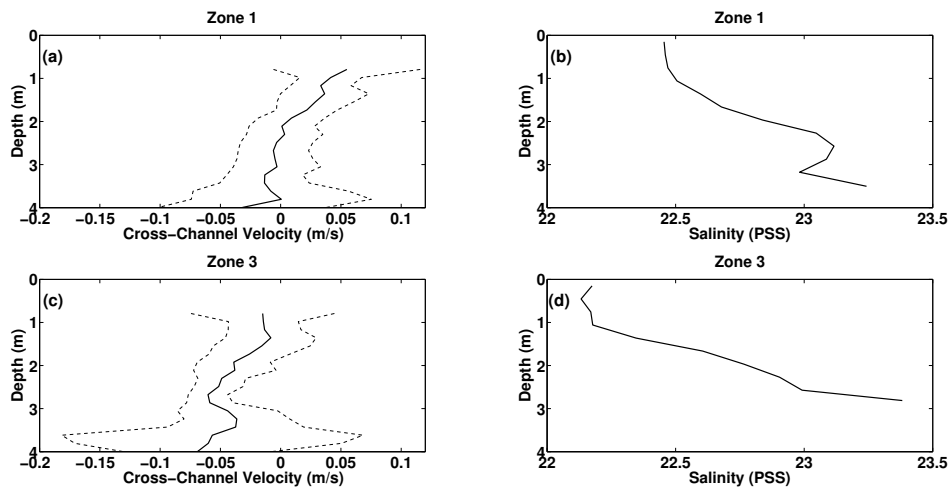 Zone 1
0
1
2
3
4
Depth (m)
(a)
−0.2
−0.15
−0.1
−0.05
0
0.05
0.1
Cross−Channel Velocity (m/s)
Zone 1
0
1
2
3
4
Depth (m)
(b)
22
22.5
23
23.5
Salinity (PSS)
Zone 3
0
1
2
3
4
Depth (m)
(c)
−0.2
−0.15
−0.1
−0.05
0
0.05
0.1
Cross−Channel Velocity (m/s)
Zone 3
0
1
2
3
4
Depth (m)
(d)
22
22.5
23
23.5
Salinity (PSS)